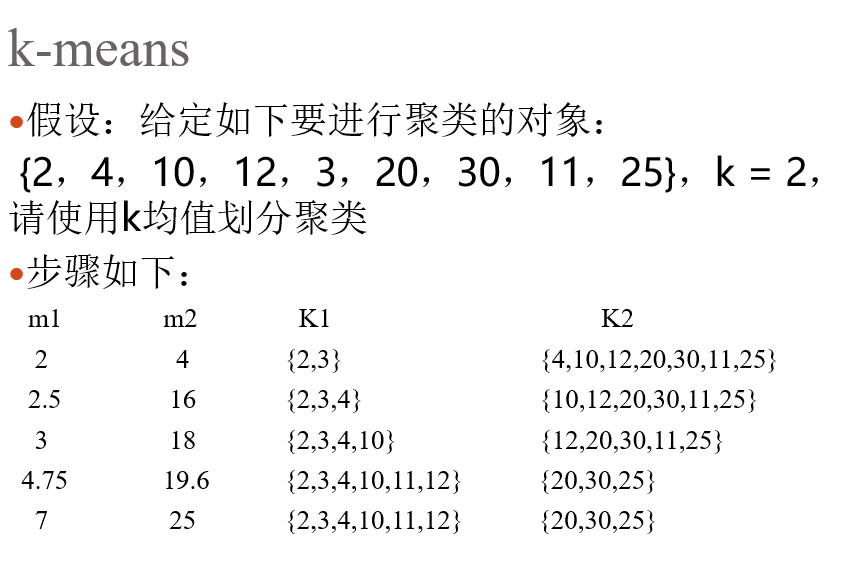 k-means
•假设：给定如下要进行聚类的对象：
{2，4，10，12，3，20，30，11，25}，k = 2，
请使用k均值划分聚类
•步骤如下：
m1 m2 K1 K2
2 4 {2,3} {4,10,12,20,30,11,25}
2.5 16 {2,3,4} {10,12,20,30,11,25}
3 18 {2,3,4,10} {12,20,30,11,25}
4.75 19.6 {2,3,4,10,11,12} {20,30,25}
7 25 {2,3,4,10,11,12} {20,30,25}